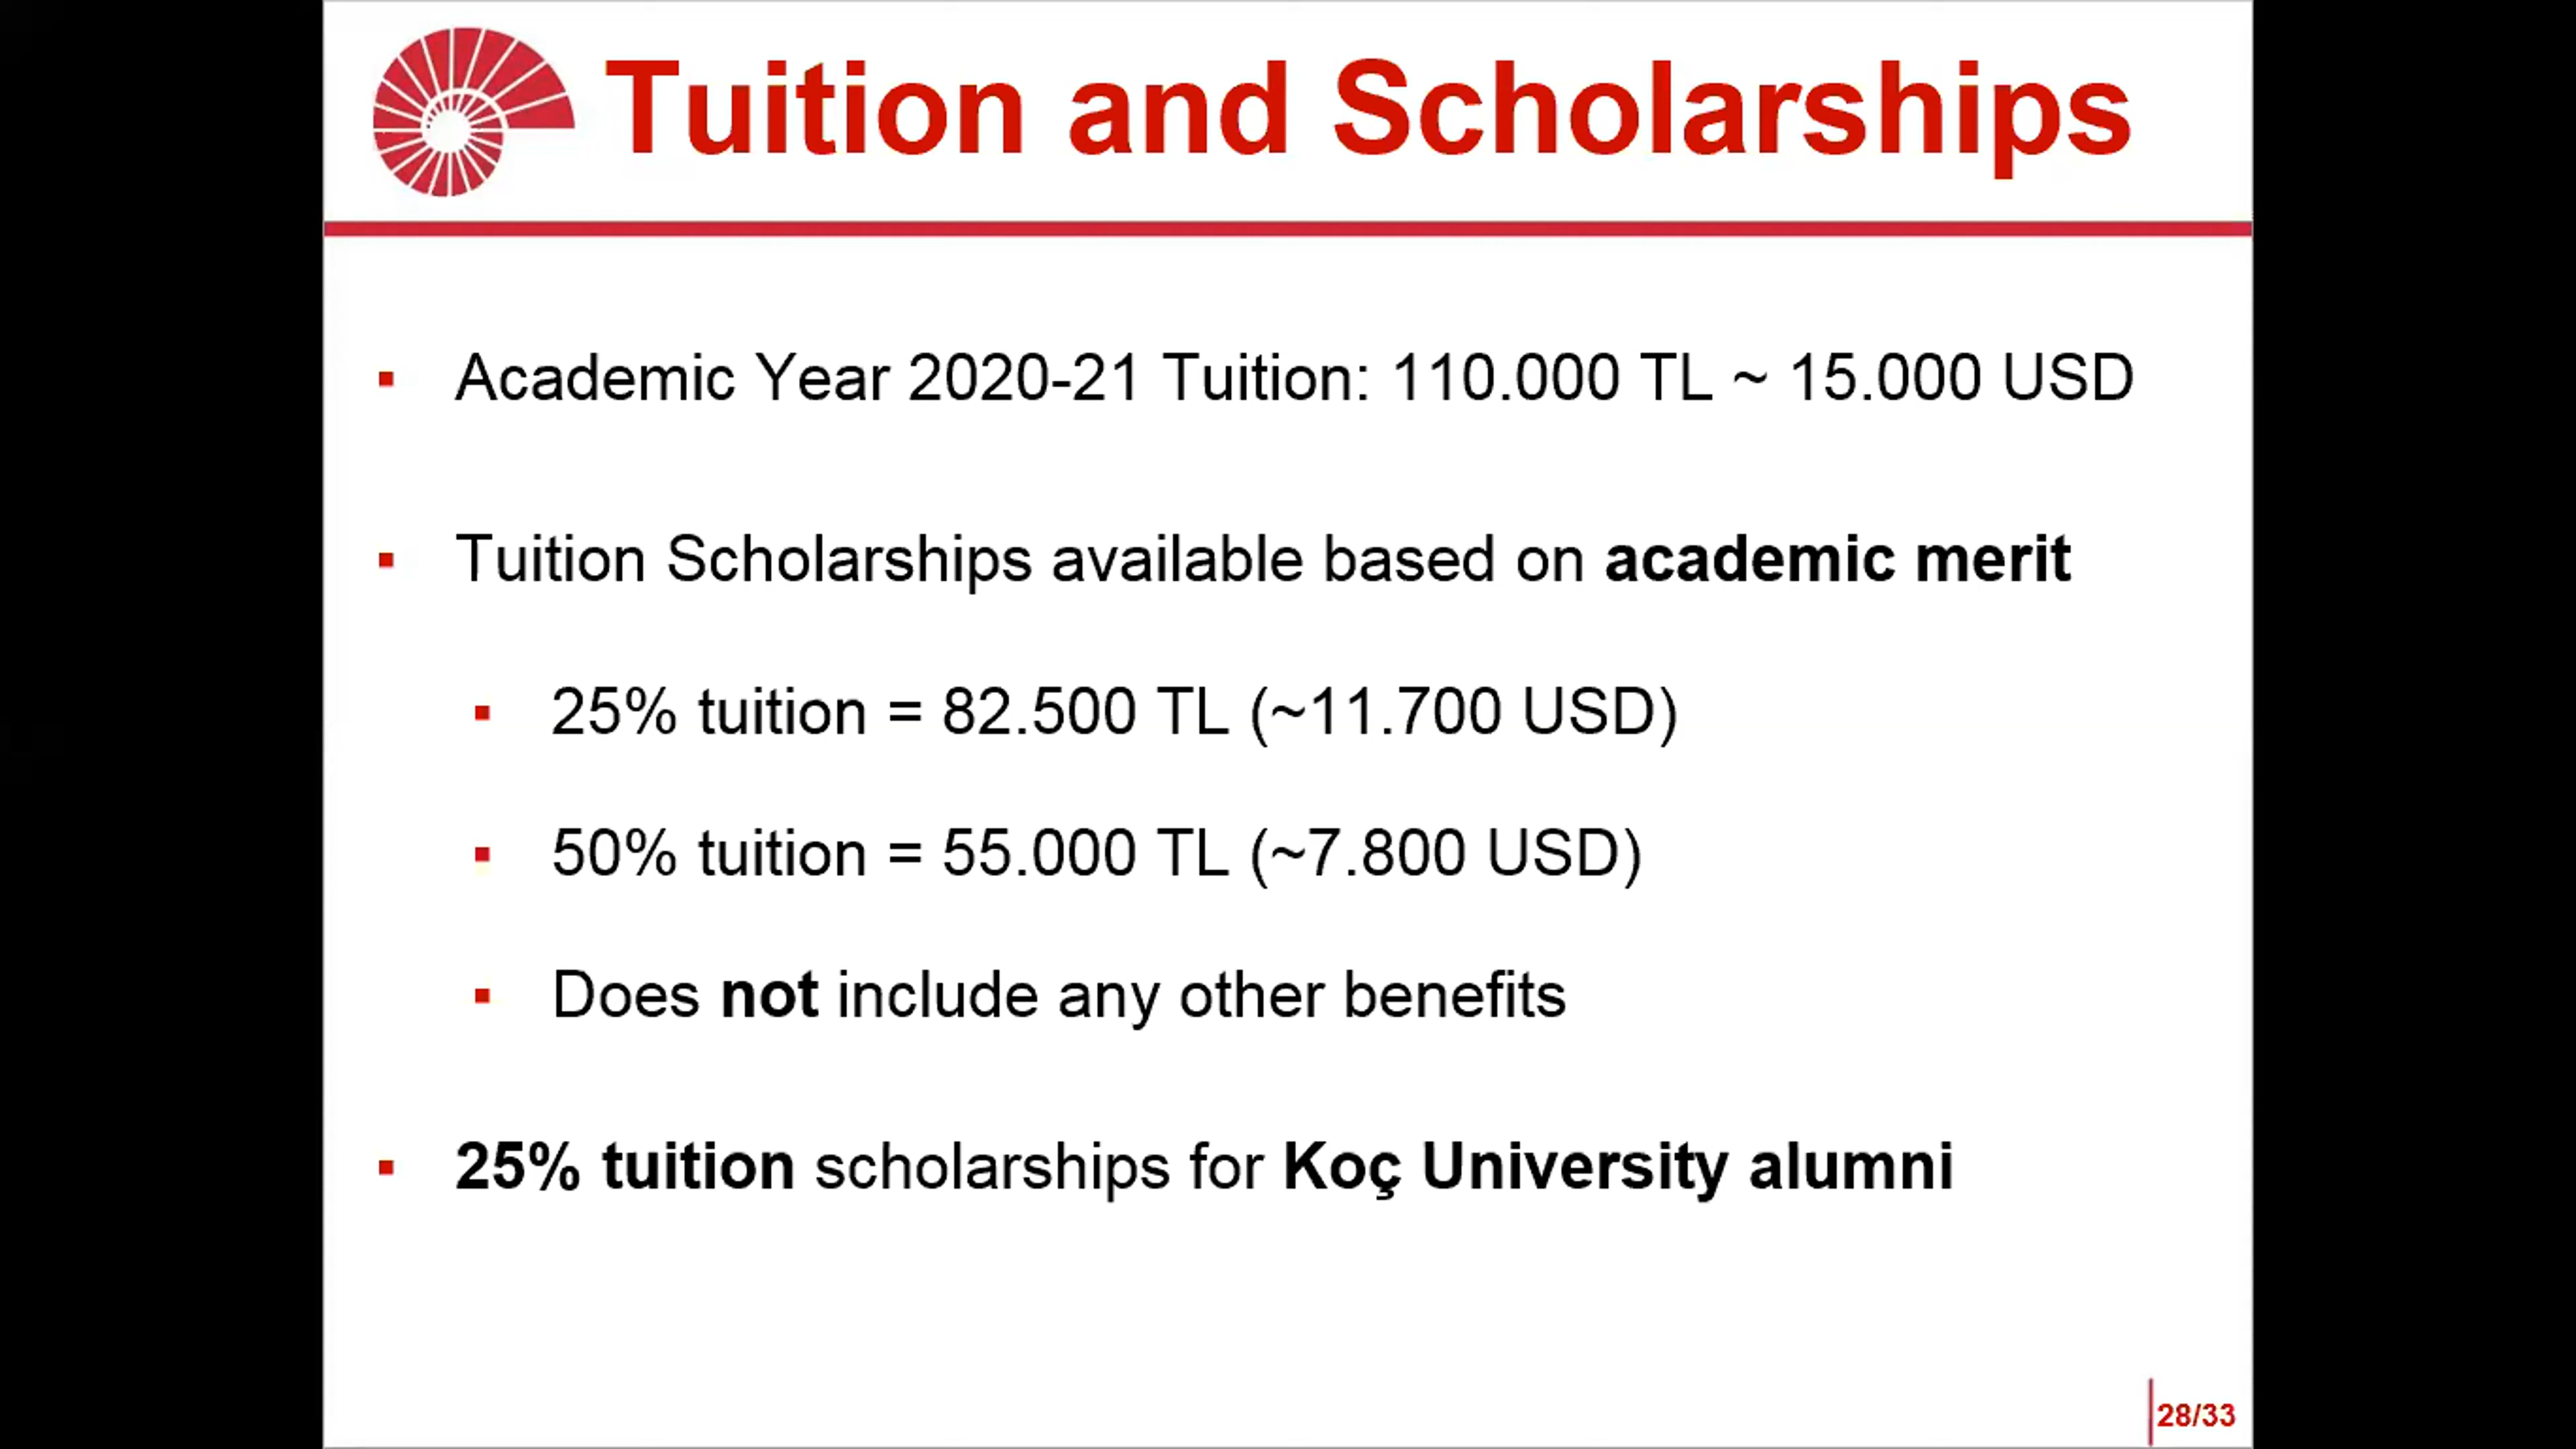 Tuition and Scholarships
▪ Academic Year 2020-21 Tuition: 110.000 TL ~ 15.000 USD
▪ Tuition Scholarships available based on academic merit
▪ 25% tuition = 82.500 TL (~11.700 USD)
▪ 50% tuition = 55.000 TL (~7.800 USD)
▪ Does not include any other benefits
▪ 25% tuition scholarships for Koç University alumni
28/33